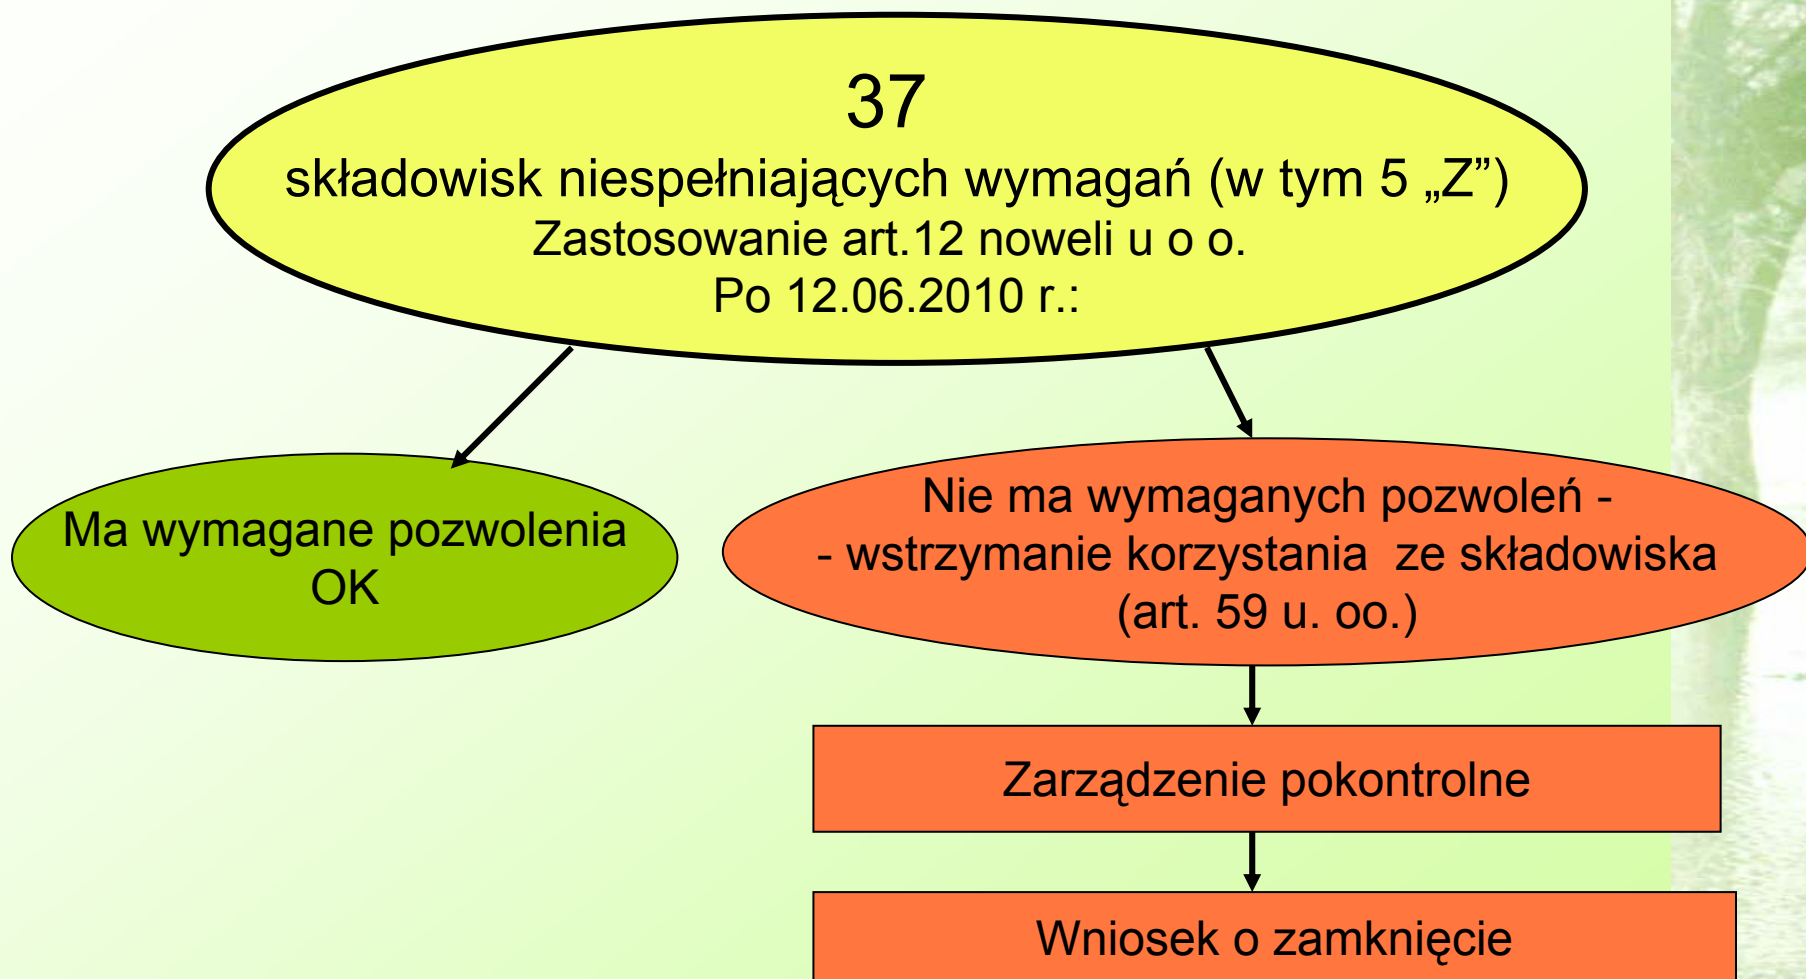 37
składowisk niespełniających wymagań (w tym 5 „Z”)
Zastosowanie art.12 noweli u o o.
Po 12.06.2010 r.:
Ma wymagane pozwolenia
OK
Nie ma wymaganych pozwoleń -
- wstrzymanie korzystania  ze składowiska
(art. 59 u. oo.)
Zarządzenie pokontrolne
Wniosek o zamknięcie